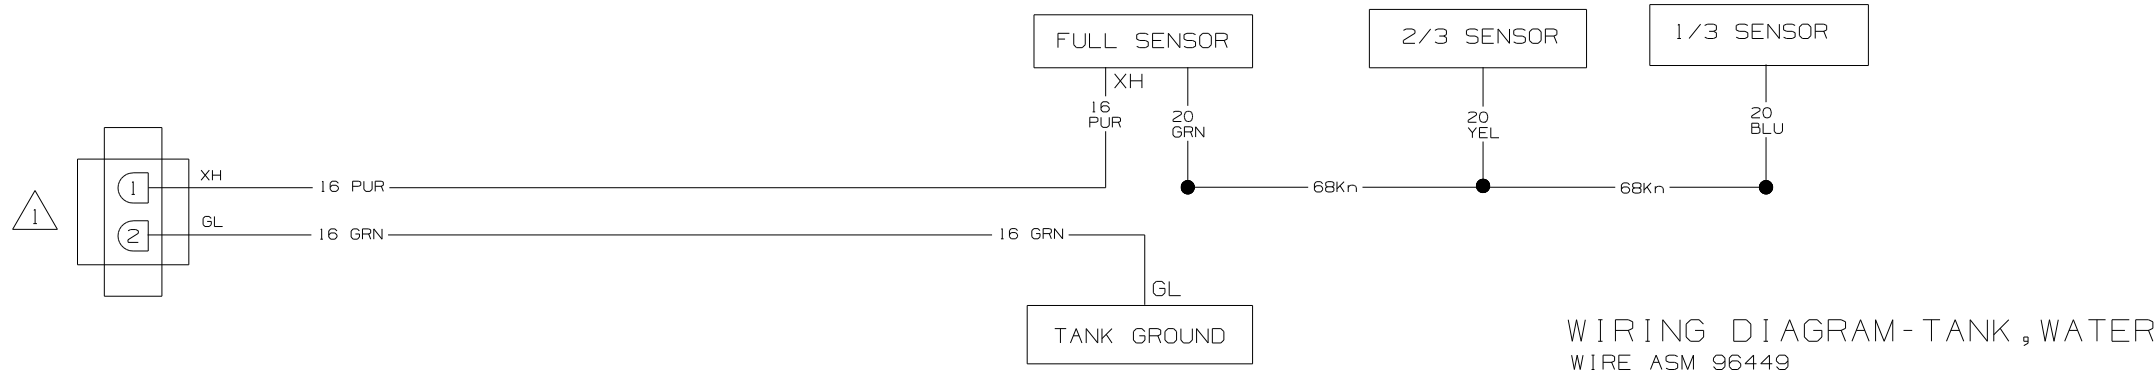 FULL SENSOR
2/3 SENSOR
1/3 SENSOR
XH
16
PUR
20
GRN
20
YEL
20
BLU
1
XH
16 PUR
68Kn
68Kn
1
2
GL
16 GRN
16 GRN
GL
TANK GROUND
WIRING DIAGRAM-TANK,WATER
WIRE ASM 96449